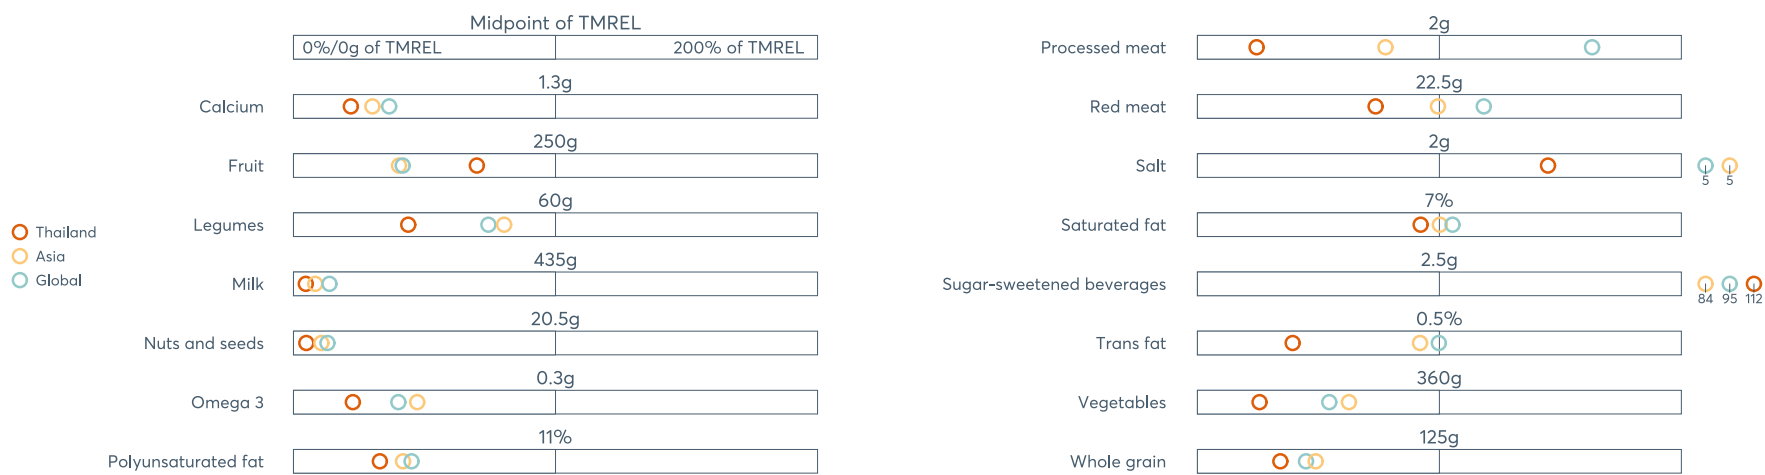 Midpoint of TMREL
0%/0g of TMREL
200% of TMREL
Calcium
1.3g
Fruit
250g
Legumes
60g
Thailand
Asia
Global
Milk
435g
Nuts and seeds
20.5g
Omega 3
0.3g
Polyunsaturated fat
11%
Processed meat
2g
Red meat
22.5g
Salt
2g
5 5
Saturated fat
7%
Sugar-sweetened beverages
2.5g
84 95 112
Trans fat
0.5%
Vegetables
360g
Whole grain
125g